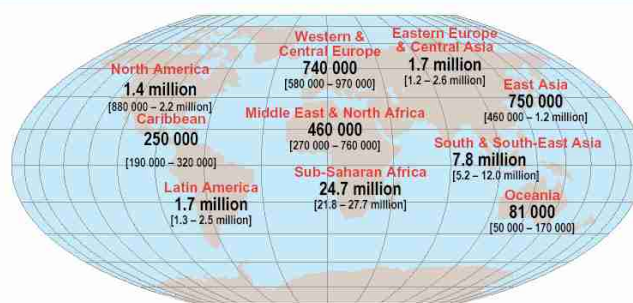 North America
1.4 million
[880 000 – 2.2 million]
Caribbean
250 000
[190 000 – 320 000]
Latin America
1.7 million
[1.3 – 2.5 million]
Western &
Central Europe
740 000
[580 000 – 970 000]
Middle East & North Africa
460 000
[270 000 – 760 000]
Sub-Saharan Africa
24.7 million
[21.8 – 27.7 million]
Eastern Europe
& Central Asia
1.7 million
[1.2 – 2.6 million]
East Asia
750 000
[460 000 – 1.2 million]
South & South-East Asia
7.8 million
[5.2 – 12.0 million]
Oceania
81 000
[50 000 – 170 000]